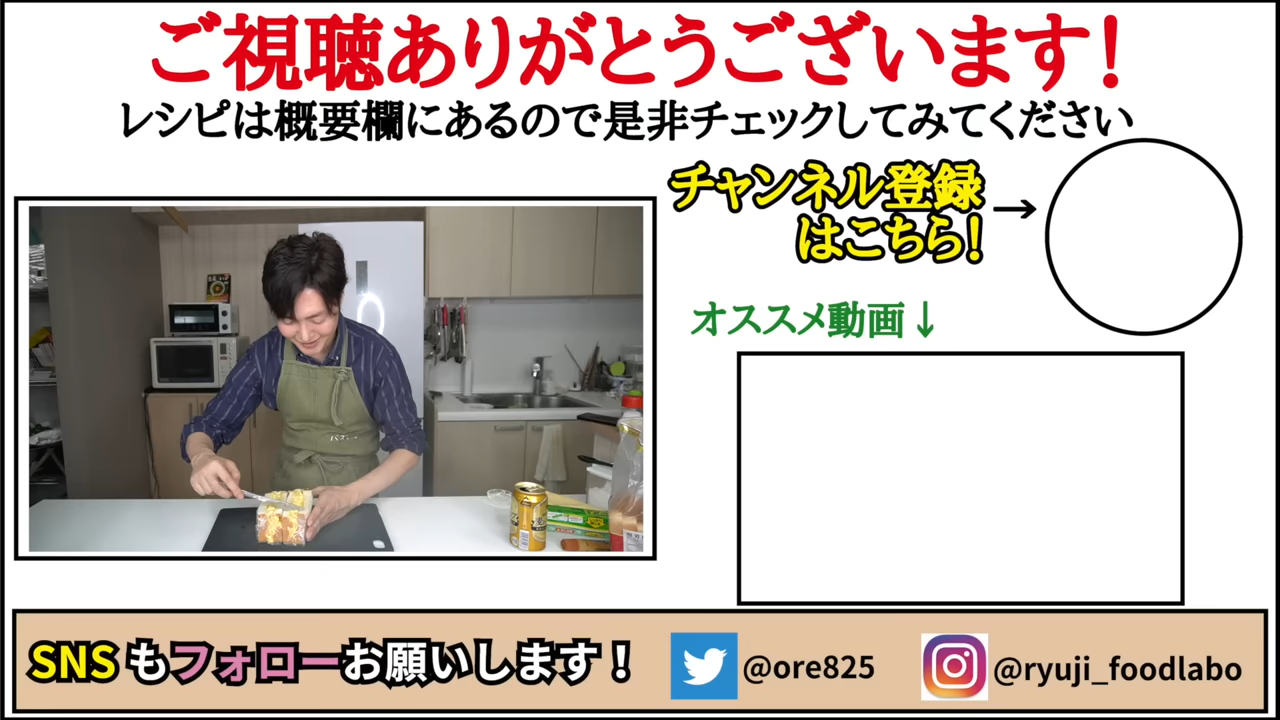 ご視聴ありがとうございます!
レシピは概要欄にあるので是非チェックしてみてください
チャンネル登録
はこちら!
→
オススメ動画↓
SNSもフォローお願いします!
@ore825
@ryuji_foodlabo